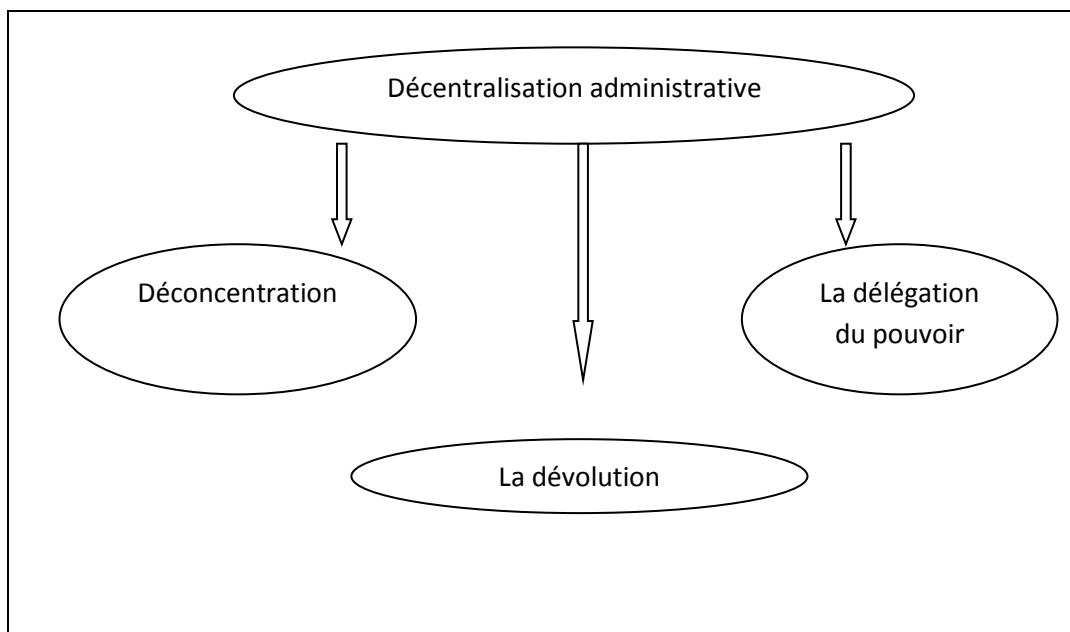 Décentralisation administrative
Déconcentration
La délégation
du pouvoir
La dévolution